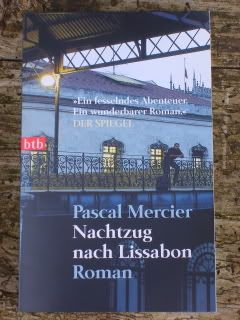 »Ein fesselndes Abenteuer.
Ein wunderbarer Roman.«
DER SPIEGEL
btb
Pascal Mercier
Nachtzug
nach Lissabon
Roman